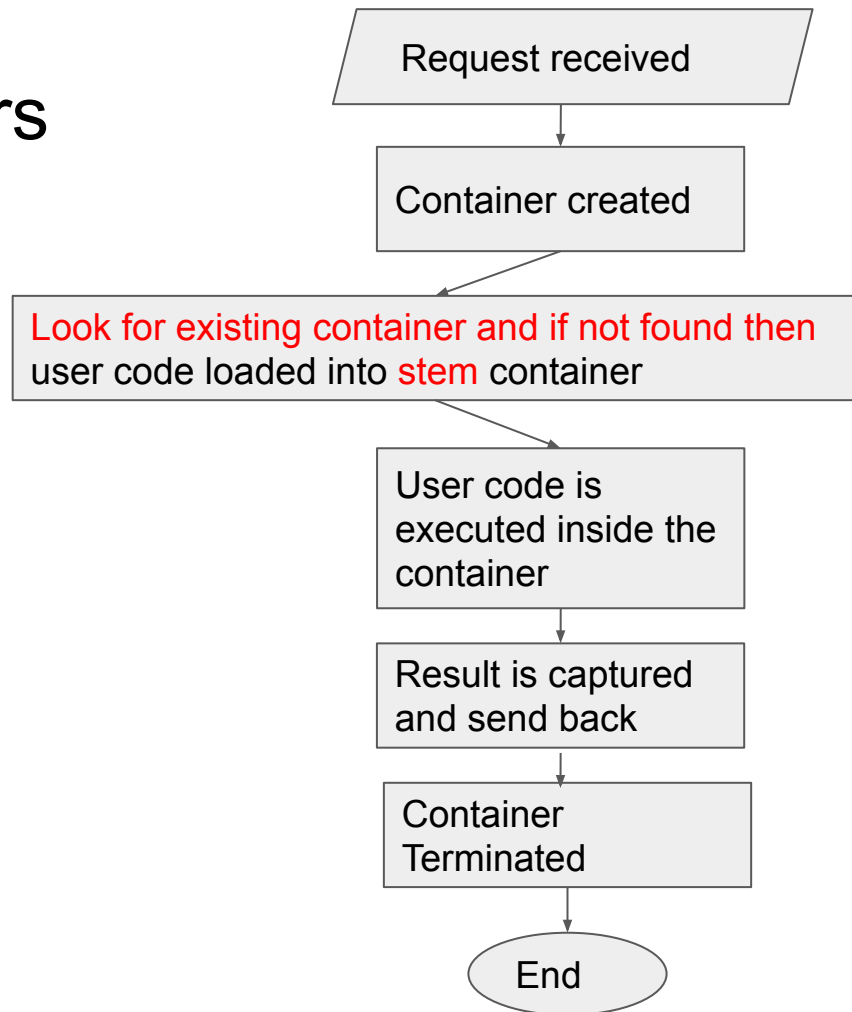 rs
Request received
Container created
Look for existing container and if not found then
user code loaded into stem container
User code is
executed inside the
container
Result is captured
and send back
Container
Terminated
End